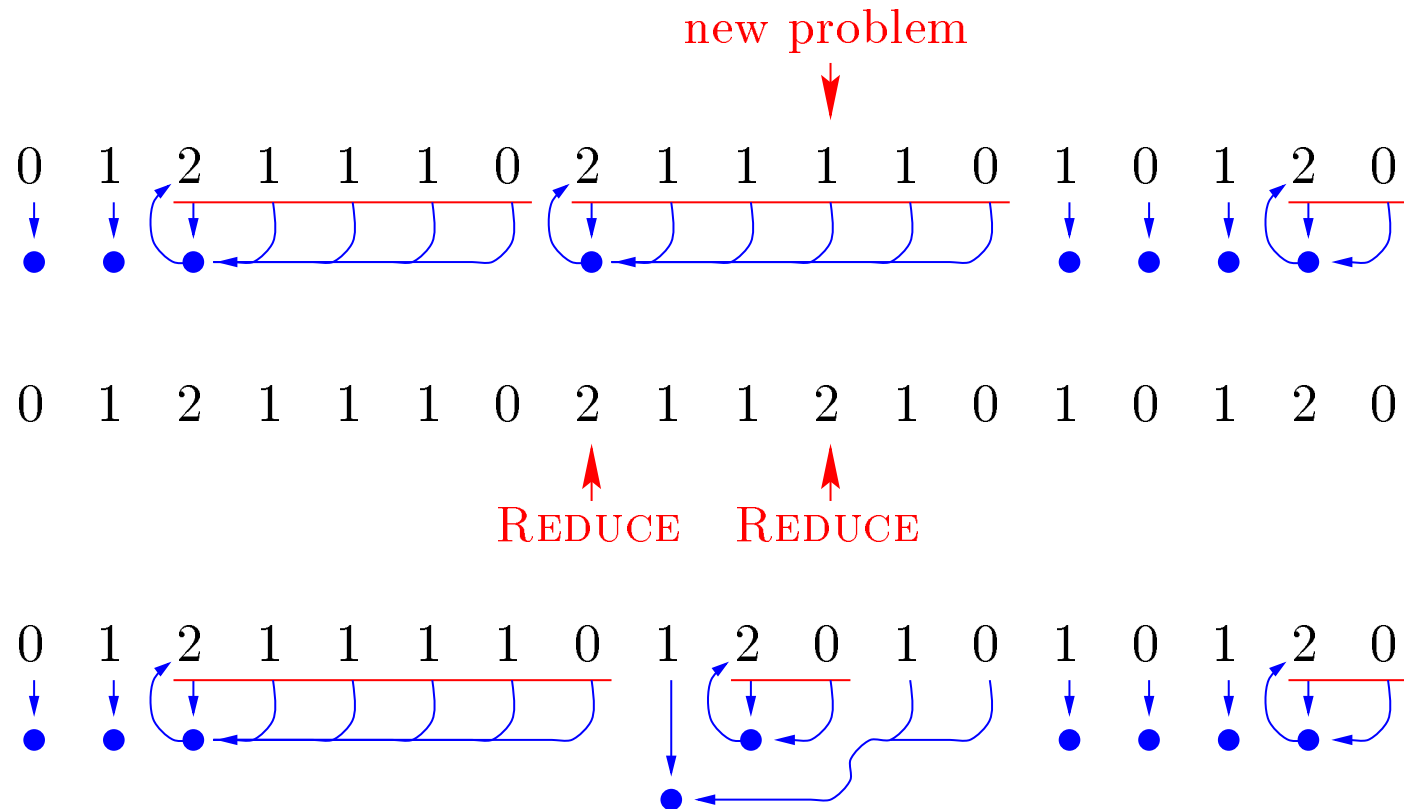 new problem
0 1 2 1 1 1 0 2 1 1 1 1 0 1 0 1 2 0
0 1 2 1 1 1 0 2 1 1 2 1 0 1 0 1 2 0
REDUCE REDUCE
0 1 2 1 1 1 1 0 1 2 0 1 0 1 0 1 2 0